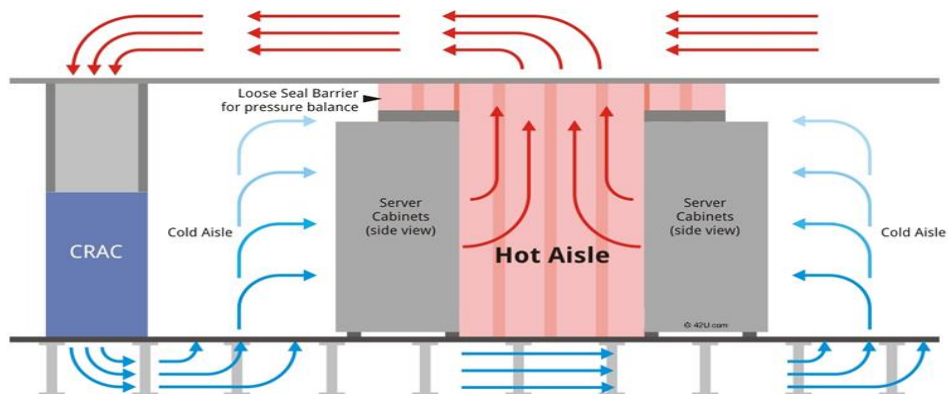 Loose Seal Barrier
for pressure balance
CRAC
Cold Aisle
Server
Cabinets
(side view)
Hot Aisle
Server
Cabinets
(side view)
Cold Aisle
© 42U.com